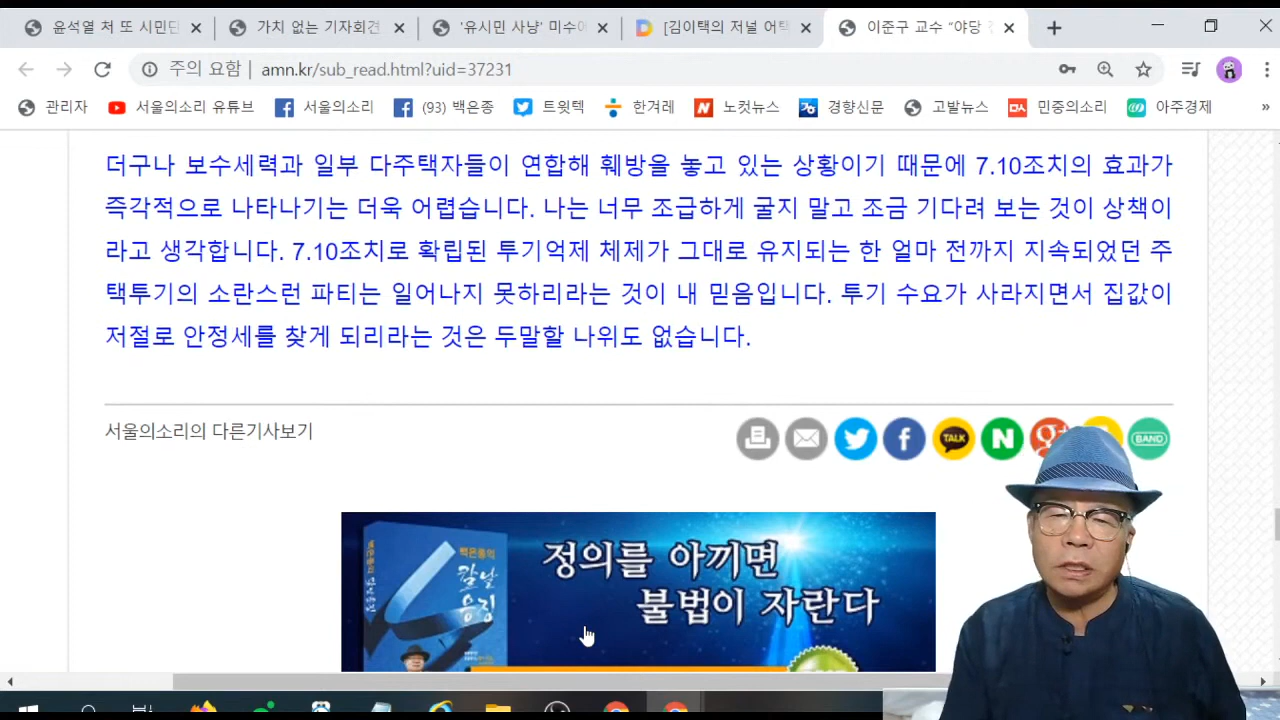 윤석열 처 또 시민단
가치 없는 기자회견
'유시민 사냥' 미수에
[김이택의 저널 어택
이준구 교수 “야당
주의 요함 | amn.kr/sub_read.html?uid=37231
관리자 서울의소리 유튜브 서울의소리 (93) 백은종 트윗텍 한겨레 노컷뉴스 경향신문 고발뉴스 민중의소리 아주경제 »
더구나 보수세력과 일부 다주택자들이 연합해 훼방을 놓고 있는 상황이기 때문에 7.10조치의 효과가
즉각적으로 나타나기는 더욱 어렵습니다. 나는 너무 조급하게 굴지 말고 조금 기다려 보는 것이 상책이
라고 생각합니다. 7.10조치로 확립된 투기억제 체제가 그대로 유지되는 한 얼마 전까지 지속되었던 주
택투기의 소란스런 파티는 일어나지 못하리라는 것이 내 믿음입니다. 투기 수요가 사라지면서 집값이
저절로 안정세를 찾게 되리라는 것은 두말할 나위도 없습니다.
서울의소리의 다른기사보기
TALK N g+ BAND
정의를 아끼면
불법이 자란다
백은종의
칼날
응징